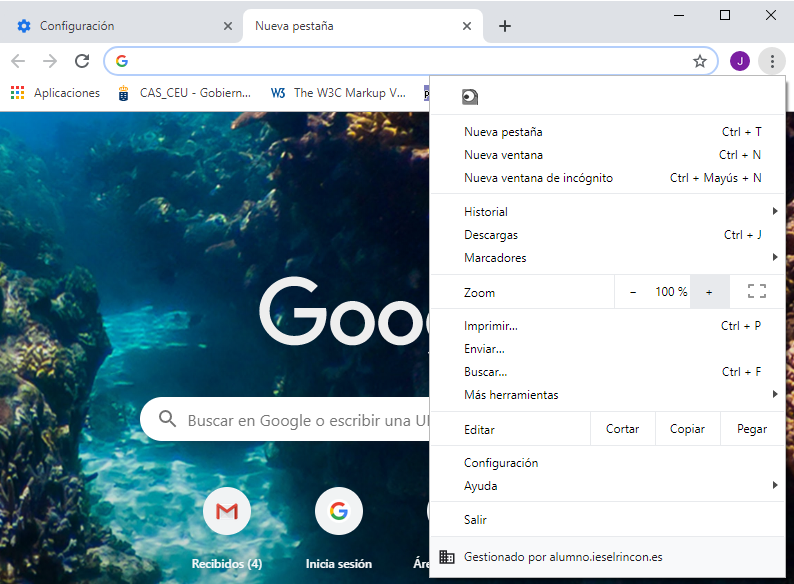 Configuración
Nueva pestaña
J
Aplicaciones
CAS_CEU - Gobiern...
W3 The W3C Markup V...
Nueva pestaña Ctrl + T
Nueva ventana Ctrl + N
Nueva ventana de incógnito Ctrl + Mayús + N
Historial
Descargas Ctrl + J
Marcadores
Zoom − 100 % +
Imprimir... Ctrl + P
Enviar...
Buscar... Ctrl + F
Más herramientas
Editar Cortar Copiar Pegar
Configuración
Ayuda
Salir
Gestionado por alumno.ieselrincon.es
Goo
Buscar en Google o escribir una U
Recibidos (4)
Inicia sesión
Áre